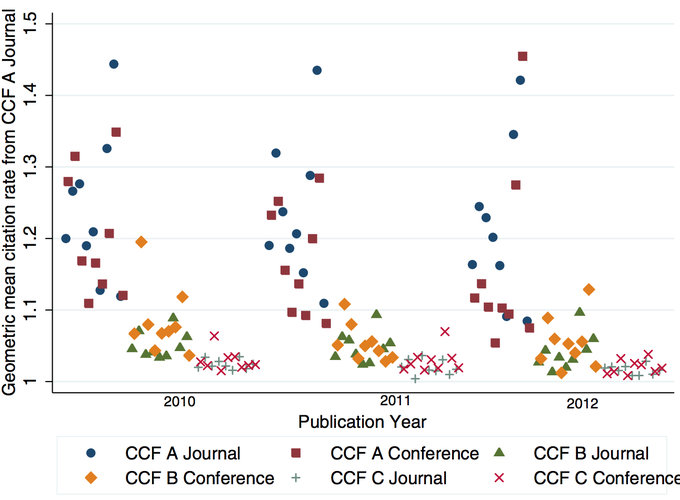 Geometric mean citation rate from CCF A Journal
1.5
1.4
1.3
1.2
1.1
1
2010
2011
2012
Publication Year
CCF A Journal
CCF A Conference
CCF B Journal
CCF B Conference
CCF C Journal
CCF C Conference